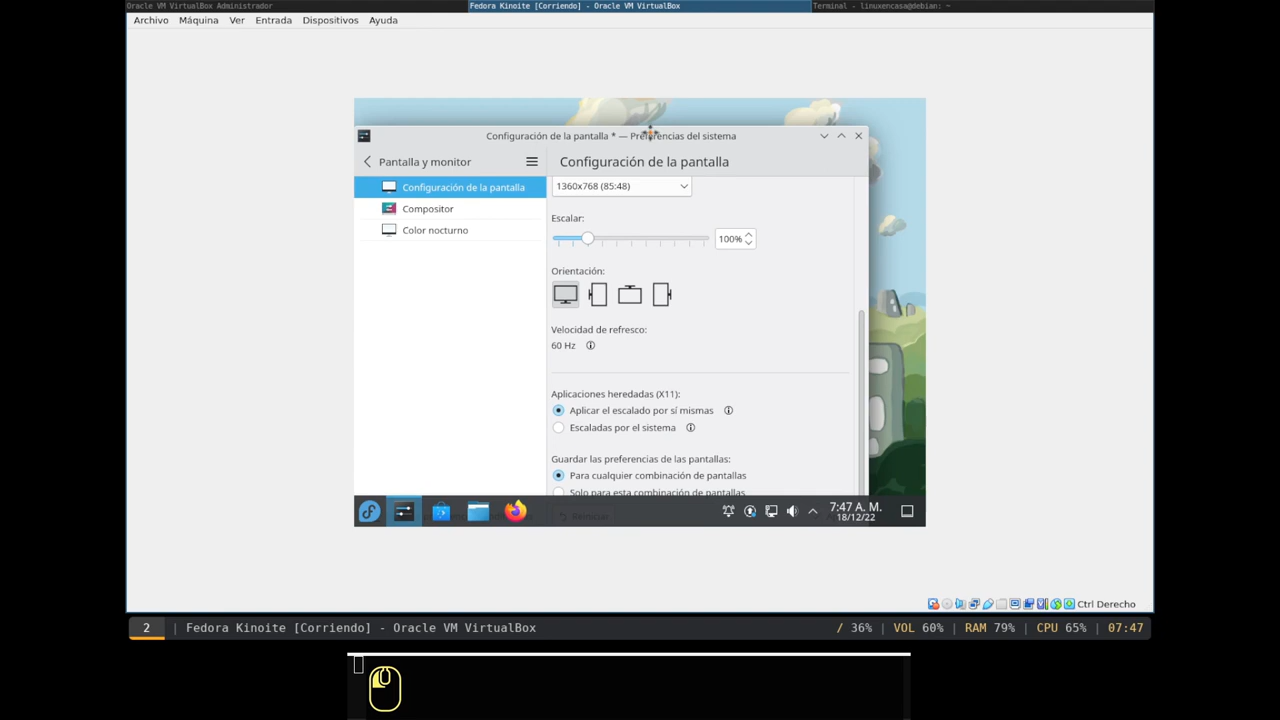 Oracle VM VirtualBox Administrador
Fedora Kinoite [Corriendo] - Oracle VM VirtualBox
Terminal - linuxencasa@debian: ~
Archivo Máquina Ver Entrada Dispositivos Ayuda
Configuración de la pantalla * — Preferencias del sistema
Pantalla y monitor
Configuración de la pantalla
Configuración de la pantalla
Compositor
Color nocturno
1360x768 (85:48)
Escalar:
100%
Orientación:
Velocidad de refresco:
60 Hz
Aplicaciones heredadas (X11):
Aplicar el escalado por sí mismas
Escaladas por el sistema
Guardar las preferencias de las pantallas:
Para cualquier combinación de pantallas
Solo para esta combinación de pantallas
Reiniciar
7:47 A. M.
18/12/22
Ctrl Derecho
2 | Fedora Kinoite [Corriendo] - Oracle VM VirtualBox
/ 36% | VOL 60% | RAM 79% | CPU 65% | 07:47